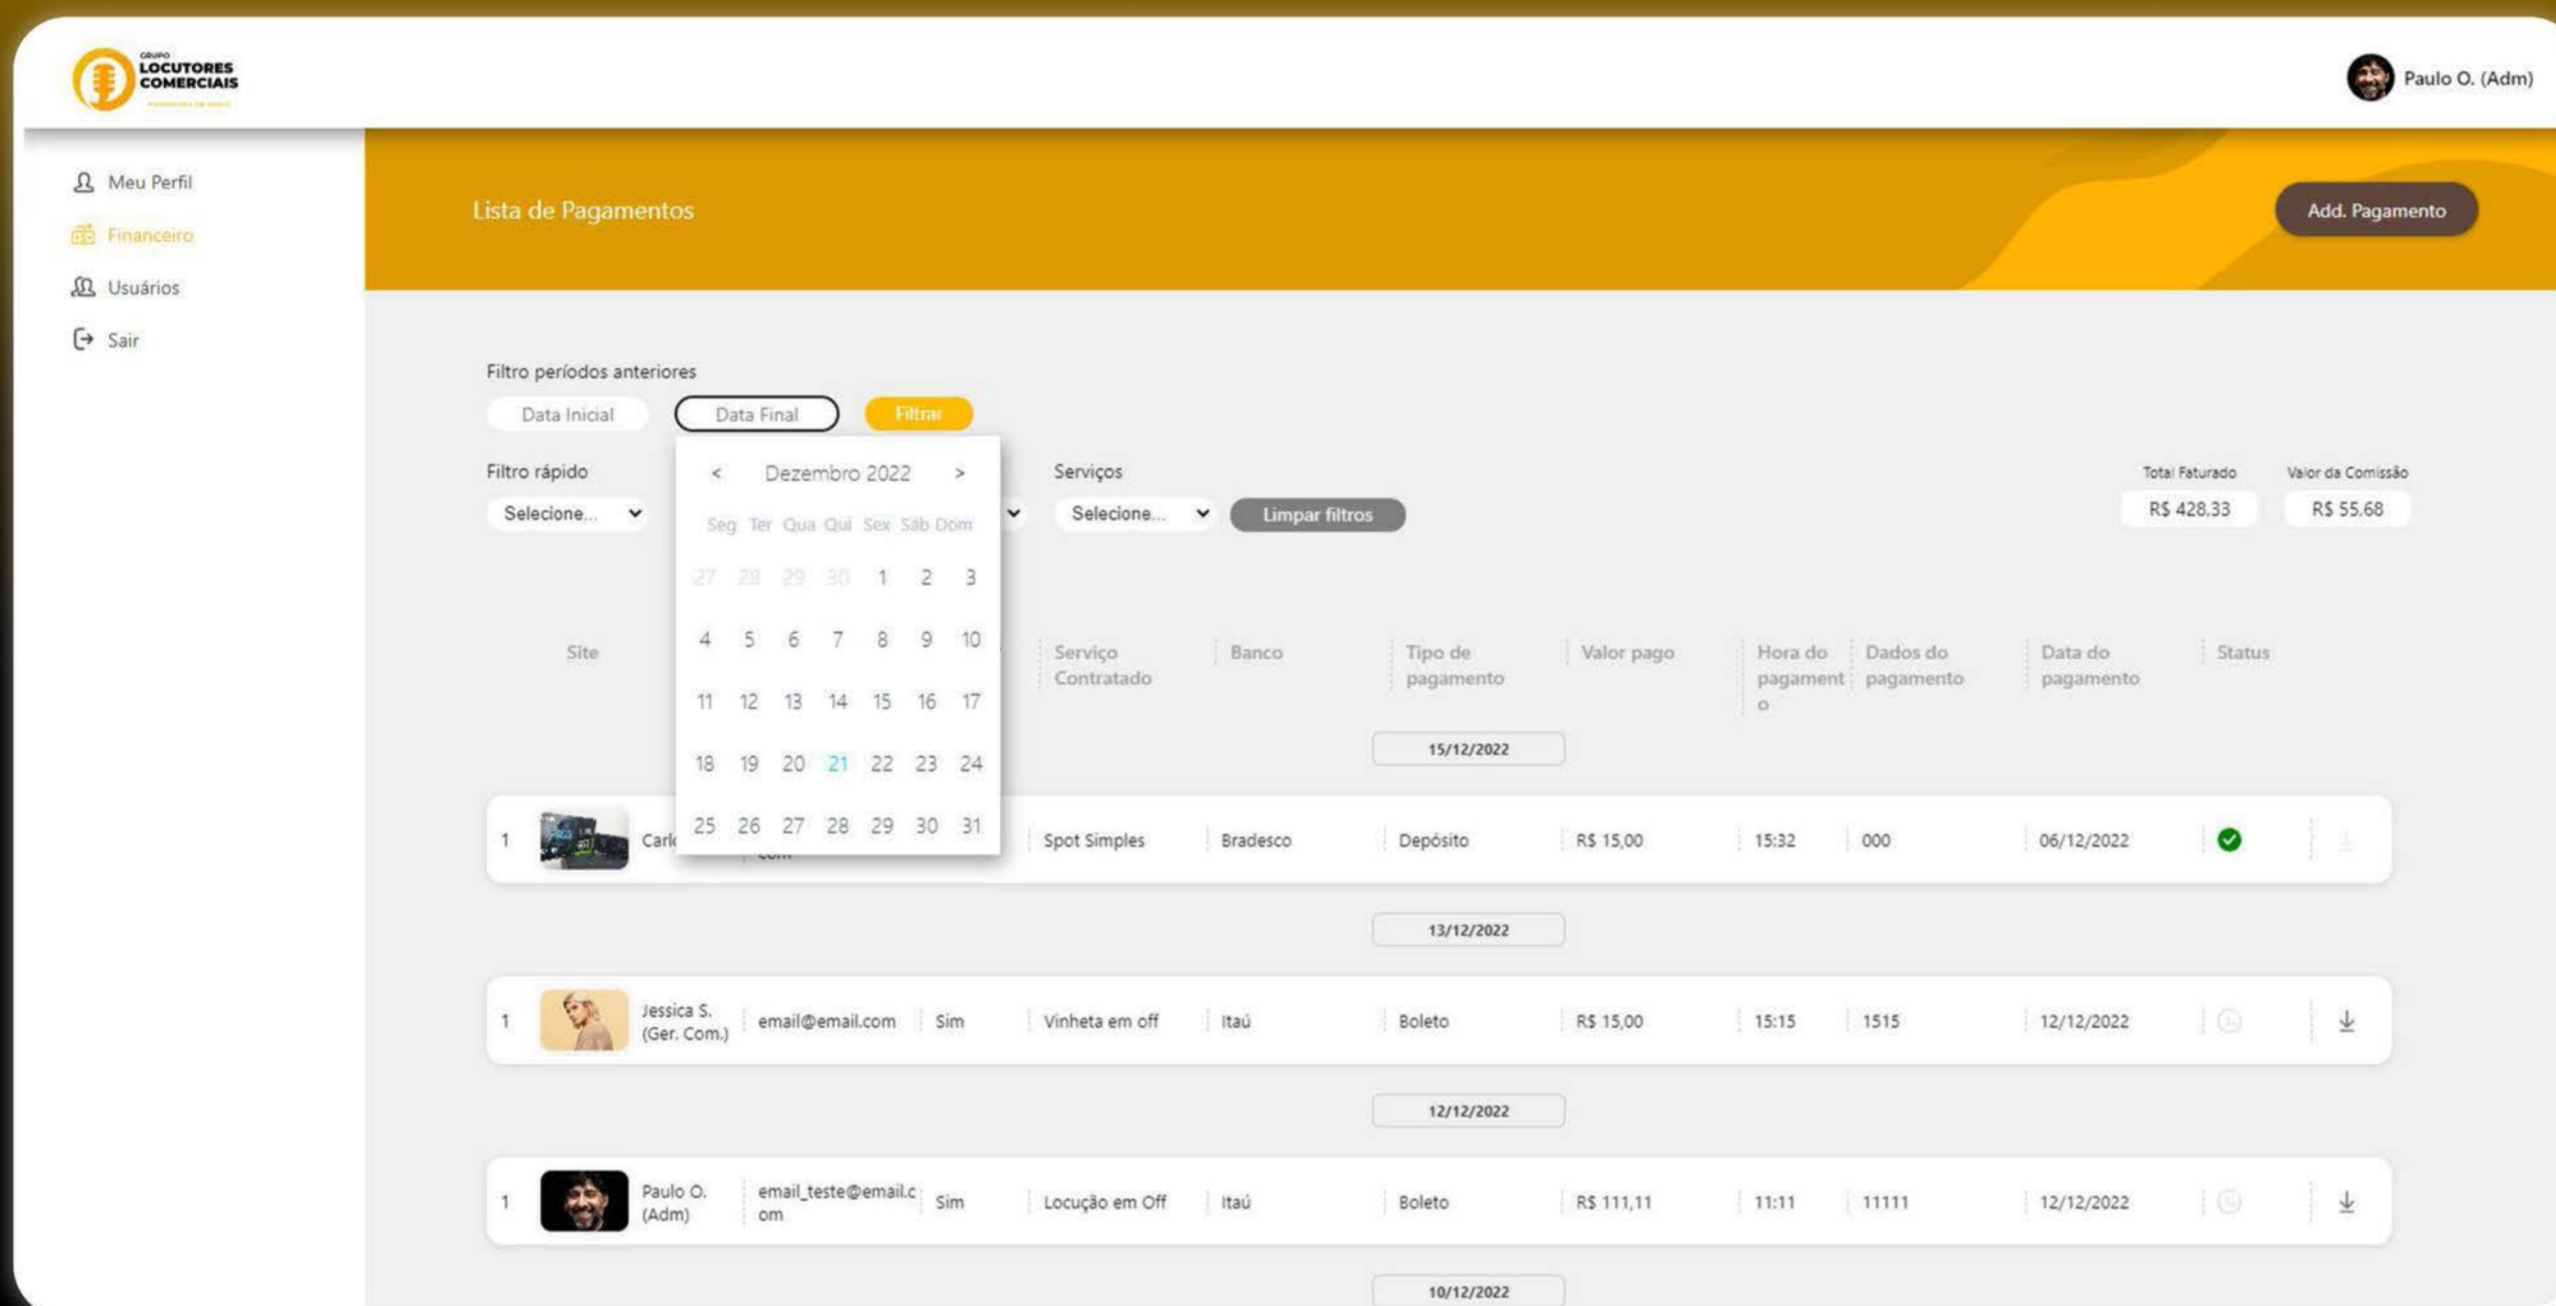 GRUPO
LOCUTORES
COMERCIAIS
Paulo O. (Adm)
Meu Perfil
Financeiro
Usuários
Sair
Lista de Pagamentos
Add. Pagamento
Filtro períodos anteriores
Data Inicial
Data Final
Filtrar
Filtro rápido
Selecione...
< Dezembro 2022 >
Seg Ter Qua Qui Sex Sáb Dom
27 28 29 30 1 2 3
4 5 6 7 8 9 10
11 12 13 14 15 16 17
18 19 20 21 22 23 24
25 26 27 28 29 30 31
Serviços
Selecione...
Limpar filtros
Total Faturado
R$ 428,33
Valor da Comissão
R$ 55,68
Site
Serviço
Contratado
Banco
Tipo de
pagamento
Valor pago
Hora do
pagament
o
Dados do
pagamento
Data do
pagamento
Status
15/12/2022
1
Spot Simples
Bradesco
Depósito
R$ 15,00
15:32
000
06/12/2022
13/12/2022
1
Jessica S.
(Ger. Com.)
email@email.com
Sim
Vinheta em off
Itaú
Boleto
R$ 15,00
15:15
1515
12/12/2022
12/12/2022
1
Paulo O.
(Adm)
email_teste@email.c
om
Sim
Locução em Off
Itaú
Boleto
R$ 111,11
11:11
11111
12/12/2022
10/12/2022